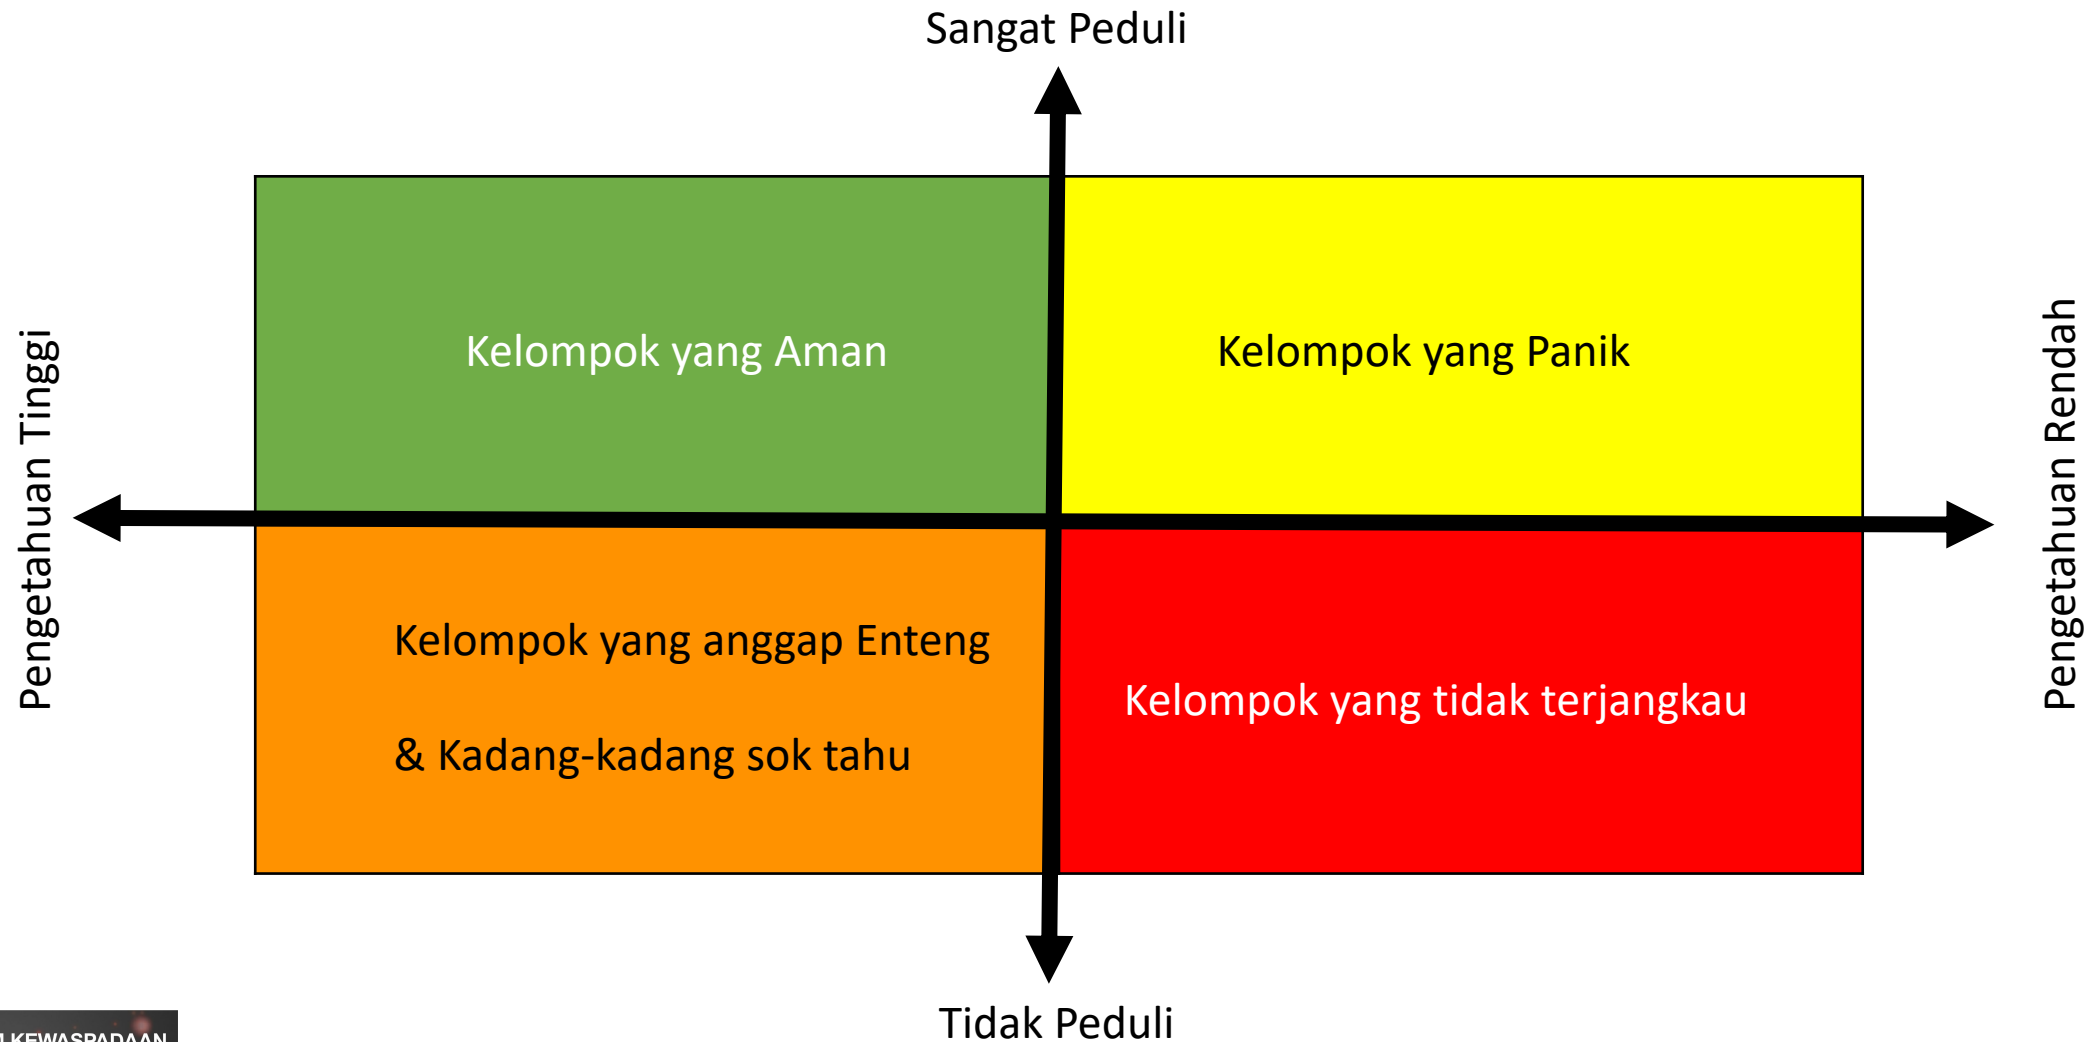 Sangat Peduli
Pengetahuan Tinggi
Kelompok yang Aman
Kelompok yang Panik
Pengetahuan Rendah
Kelompok yang anggap Enteng
& Kadang-kadang sok tahu
Kelompok yang tidak terjangkau
Tidak Peduli
KEWASPADAAN